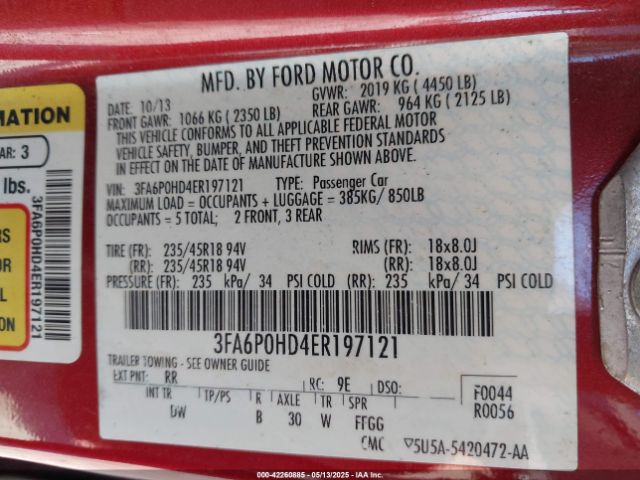 MFD. BY FORD MOTOR CO.
DATE: 10/13
GVWR: 2019 KG ( 4450 LB)
FRONT GAWR: 1066 KG ( 2350 LB)
REAR GAWR: 964 KG ( 2125 LB)
THIS VEHICLE CONFORMS TO ALL APPLICABLE FEDERAL MOTOR
VEHICLE SAFETY, BUMPER, AND THEFT PREVENTION STANDARDS
IN EFFECT ON THE DATE OF MANUFACTURE SHOWN ABOVE.
VIN: 3FA6P0HD4ER197121 TYPE: Passenger Car
MAXIMUM LOAD = OCCUPANTS + LUGGAGE = 385KG/ 850LB
OCCUPANTS = 5 TOTAL; 2 FRONT, 3 REAR
TIRE (FR): 235/45R18 94V RIMS (FR): 18x8.0J
(RR): 235/45R18 94V (RR): 18x8.0J
PRESSURE (FR): 235 kPa/ 34 PSI COLD (RR): 235 kPa/ 34 PSI COLD
3FA6P0HD4ER197121
TRAILER TOWING - SEE OWNER GUIDE
EXT PNT: RR RC: 9E DSO: F0044
INT TR TP/PS R AXLE TR SPR R0056
DW B 30 W FFGG
CMC 5U5A-5420472-AA
MATION
AR: 3
lbs.
3FA6P0HD4ER197121
ERS
OR
L
ION
000-42260885 - 05/13/2025 - IAAI Copyright